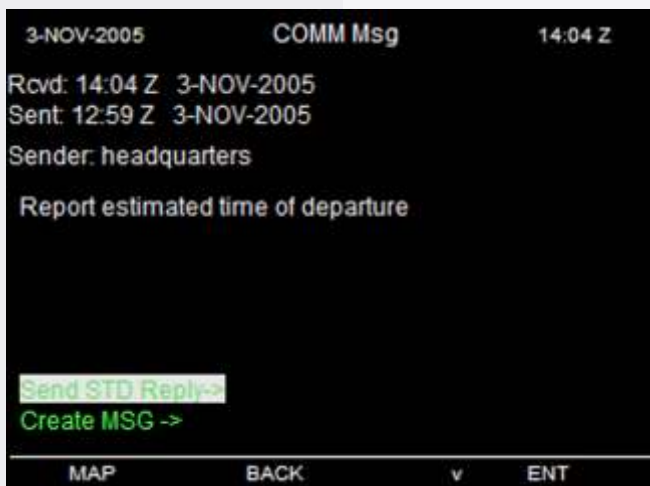 3-NOV-2005 COMM Msg 14:04 Z
Rcvd: 14:04 Z 3-NOV-2005
Sent: 12:59 Z 3-NOV-2005
Sender: headquarters
Report estimated time of departure
Send STD Reply->
Create MSG ->
MAP BACK v ENT